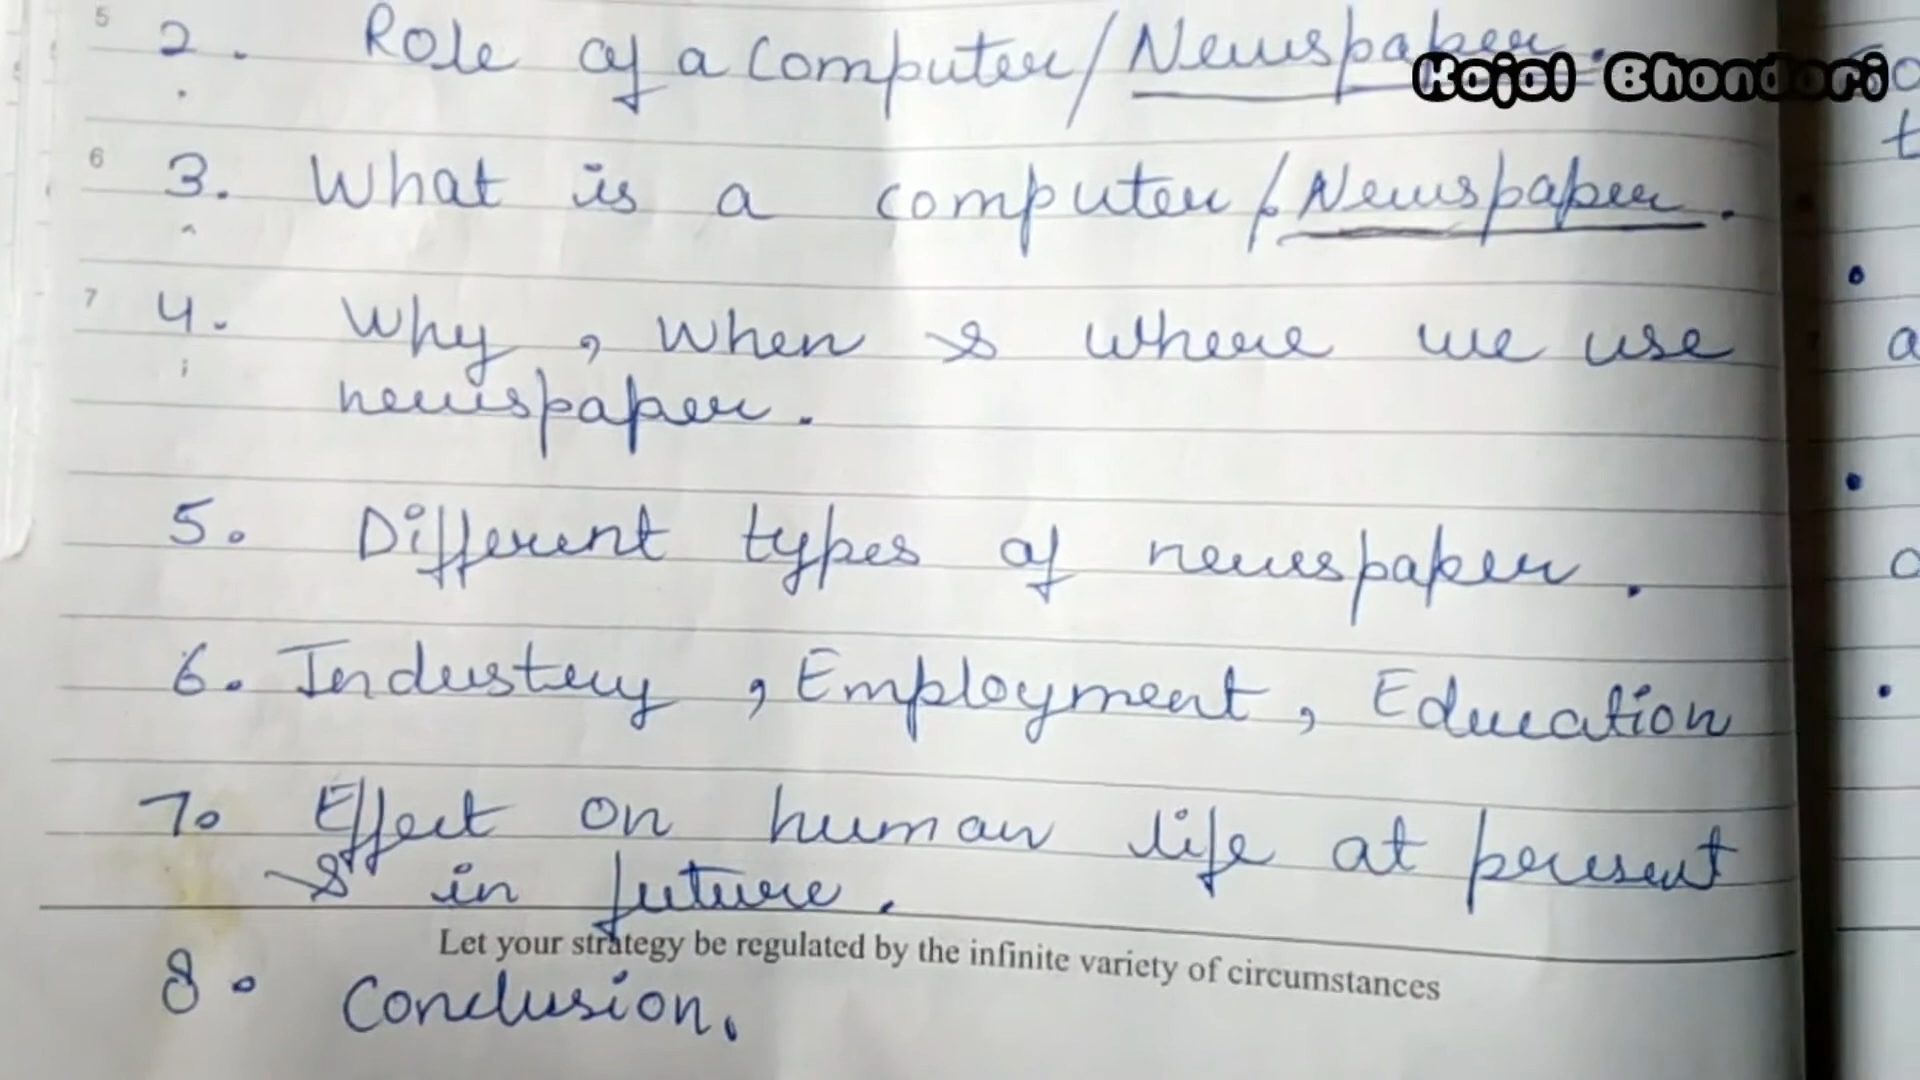 5
2. Role of a Computer/Newspaper.
Kajal Bhandari
6
3. What is a computer/Newspaper.
7
4. Why, When & where we use
newspaper.
5. Different types of newspaper.
6. Industry, Employment, Education
7. Effect on human life at present
& in future.
Let your strategy be regulated by the infinite variety of circumstances
8. Conclusion.